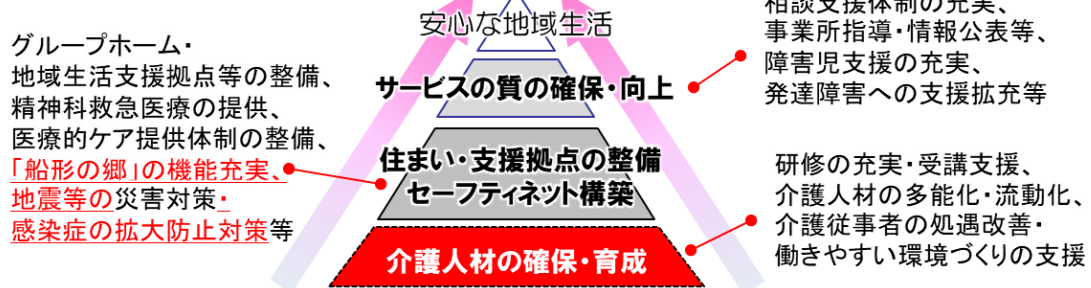 安心な地域生活
グループホーム・
地域生活支援拠点等の整備、
精神科救急医療の提供、
医療的ケア提供体制の整備、
「船形の郷」の機能充実、
地震等の災害対策・
感染症の拡大防止対策等
サービスの質の確保・向上
住まい・支援拠点の整備
セーフティネット構築
介護人材の確保・育成
相談支援体制の充実、
事業所指導・情報公表等、
障害児支援の充実、
発達障害への支援拡充等
研修の充実・受講支援、
介護人材の多能化・流動化、
介護従事者の処遇改善・
働きやすい環境づくりの支援